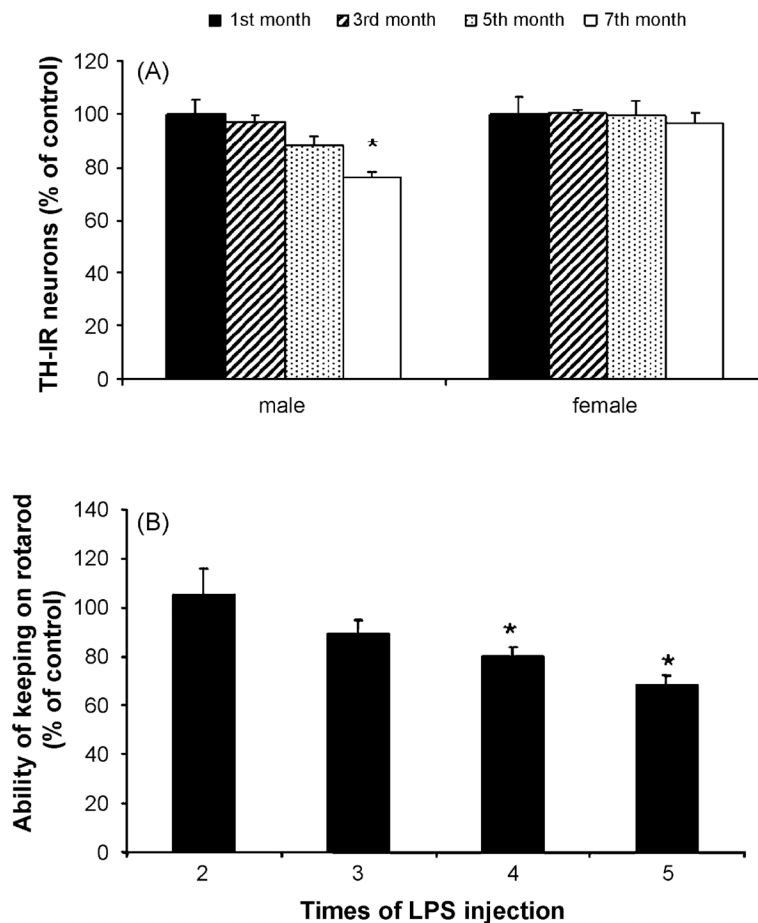 1st month 3rd month 5th month 7th month
(A)
TH-IR neurons (% of control)
120
100
80
60
40
20
0
*
male female
(B)
Ability of keeping on rotarod
(% of control)
140
120
100
80
60
40
20
0
* *
2 3 4 5
Times of LPS injection